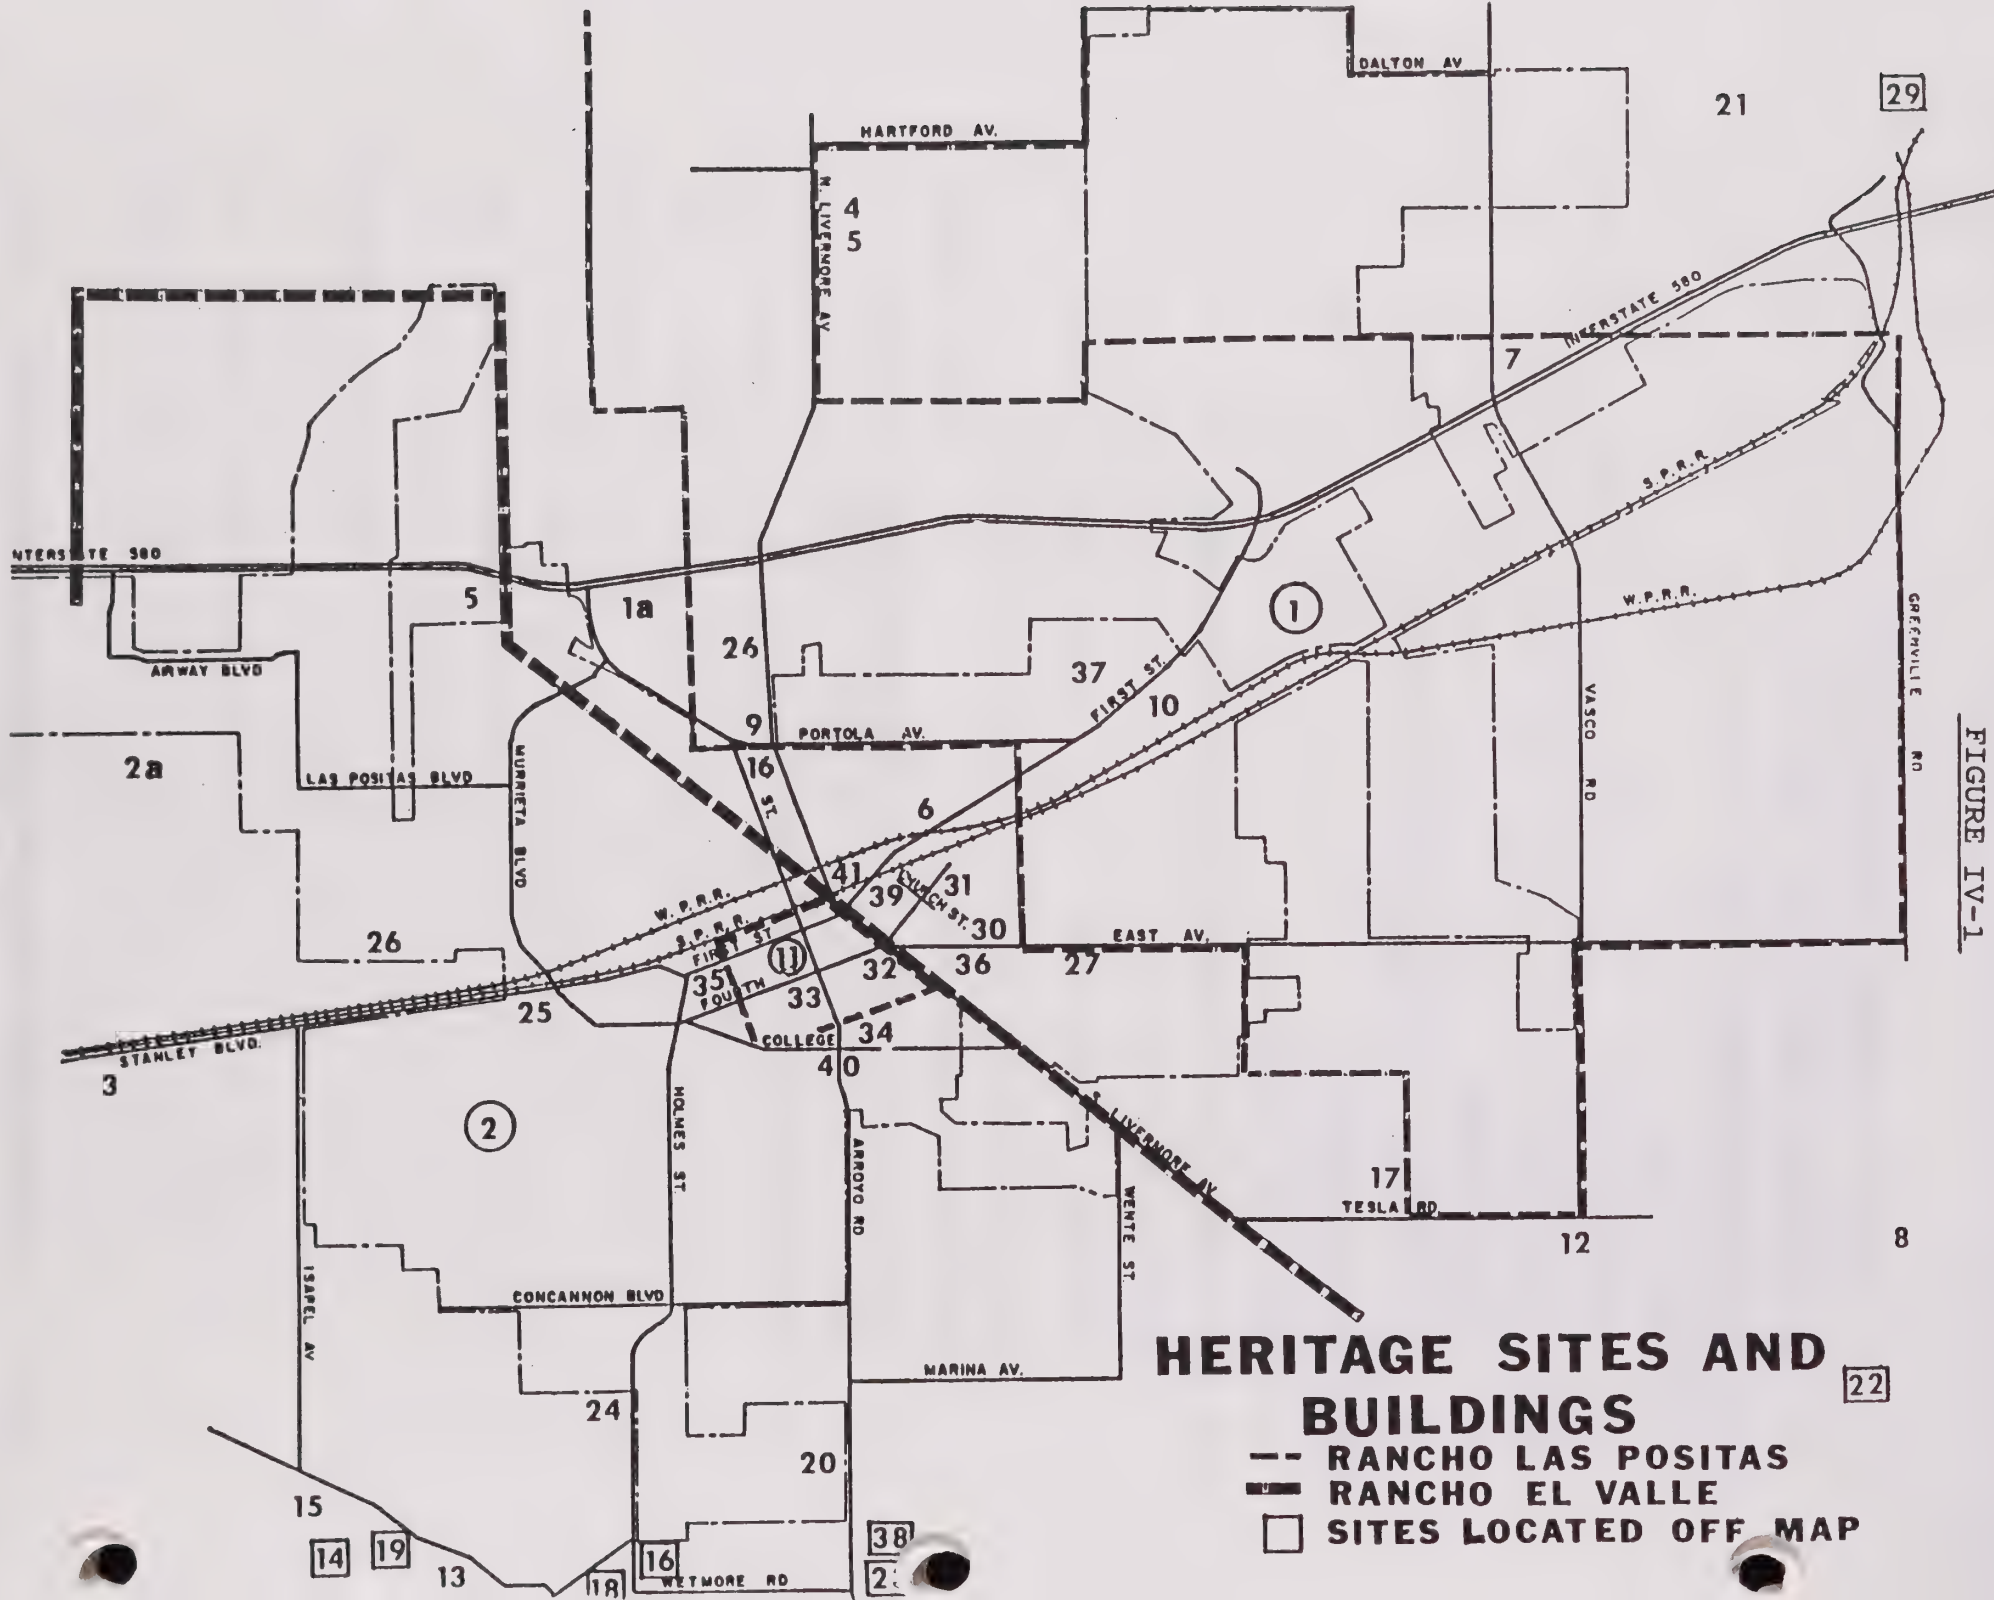 DALTON AV
21
29
HARTFORD AV.
N. LIVERMORE AV
4
5
INTERSTATE 580
7
S.P.R.R.
NTERSTATE 580
5
1a
1
W.P.R.R.
GREENVILLE RD
26
37
FIRST ST.
10
AIRWAY BLVD
VASCO RD
9
PORTOLA AV.
2a
LAS POSITAS BLVD
MURRIETA BLVD
16
ST.
FIGURE IV-1
6
41
39
31
W.P.R.R.
S.P.R.R.
FIRST ST
11
30
EAST AV.
26
32
36
27
35
FOURTH
33
25
34
COLLEGE
40
STANLEY BLVD.
3
2
HOLMES ST.
ARROYO RD
S. LIVERMORE AV
WENTE ST.
17
TESLA RD
12
8
ISABEL AV
CONCANNON BLVD
MARINA AV.
24
20
HERITAGE SITES AND
22
BUILDINGS
RANCHO LAS POSITAS
RANCHO EL VALLE
SITES LOCATED OFF MAP
15
14
19
13
18
16
WETMORE RD
38